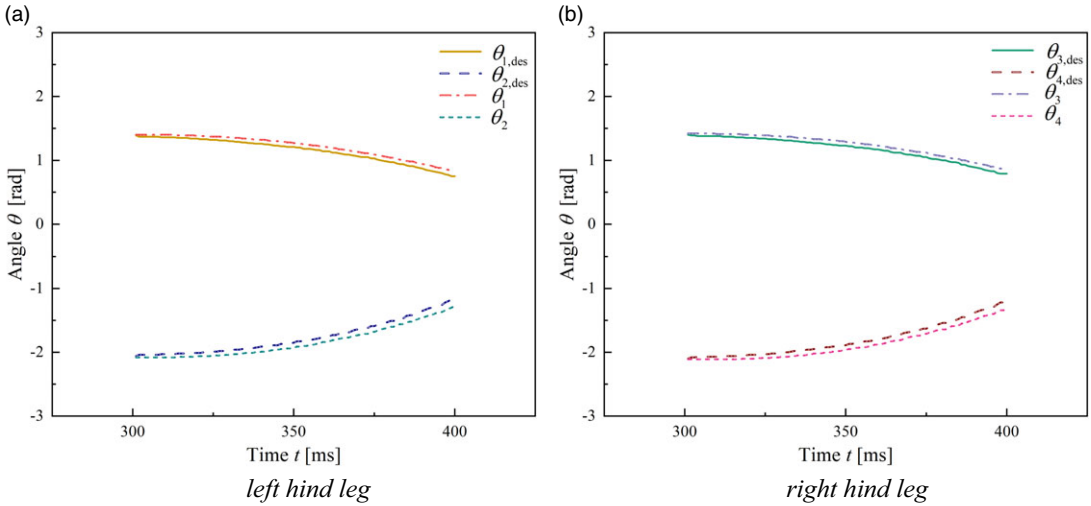 (a)
3
2
1
0
-1
-2
-3
Angle θ [rad]
θ1,des
θ2,des
θ1
θ2
300
350
400
Time t [ms]
left hind leg
(b)
3
2
1
0
-1
-2
-3
Angle θ [rad]
θ3,des
θ4,des
θ3
θ4
300
350
400
Time t [ms]
right hind leg